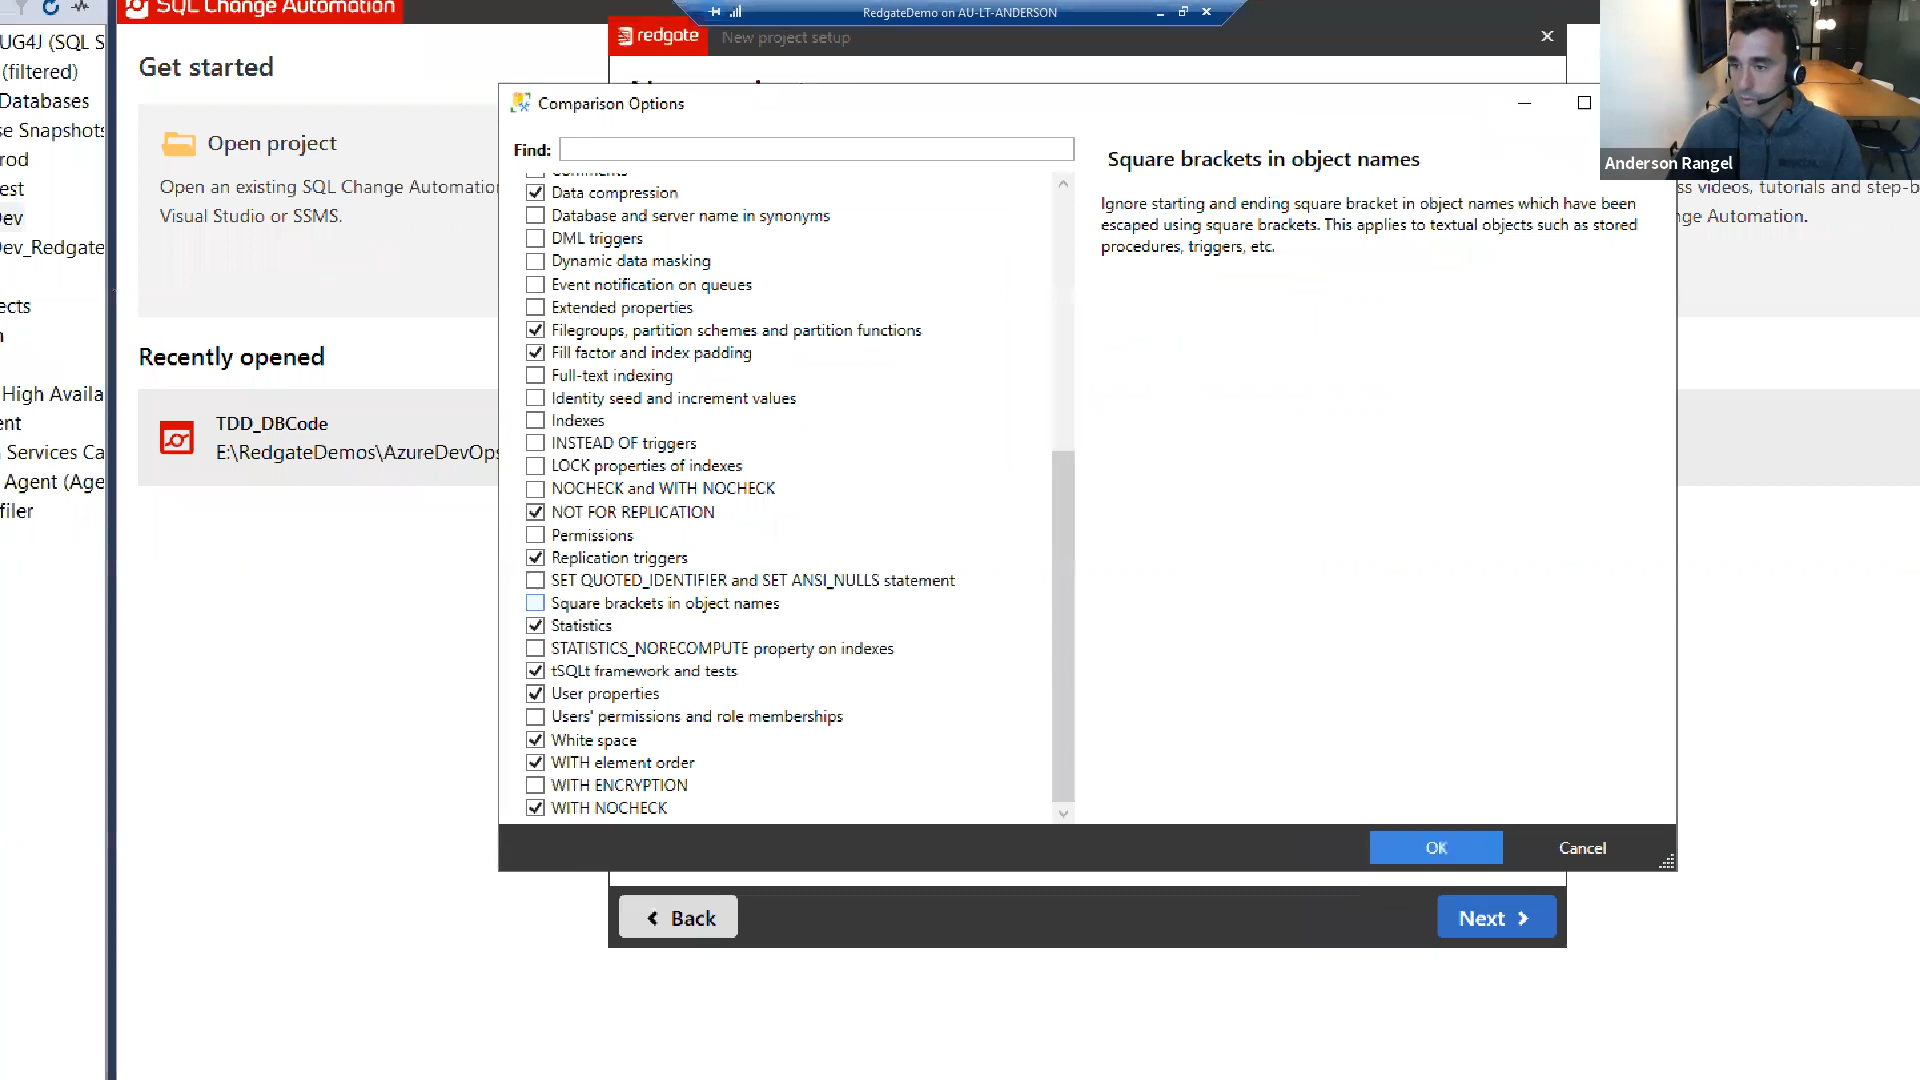 SQL Change Automation
RedgateDemo on AU-LT-ANDERSON
redgate
New project setup
UG4J (SQL S
(filtered)
Databases
se Snapshots
rod
est
ev
ev_Redgate
ects
n
High Availa
ent
Services Ca
Agent (Age
filer
Get started
Open project
Open an existing SQL Change Automatio
Visual Studio or SSMS.
Recently opened
TDD_DBCode
E:\RedgateDemos\AzureDevOps
Comparison Options
Find:
Comments
Data compression
Database and server name in synonyms
DML triggers
Dynamic data masking
Event notification on queues
Extended properties
Filegroups, partition schemes and partition functions
Fill factor and index padding
Full-text indexing
Identity seed and increment values
Indexes
INSTEAD OF triggers
LOCK properties of indexes
NOCHECK and WITH NOCHECK
NOT FOR REPLICATION
Permissions
Replication triggers
SET QUOTED_IDENTIFIER and SET ANSI_NULLS statement
Square brackets in object names
Statistics
STATISTICS_NORECOMPUTE property on indexes
tSQLt framework and tests
User properties
Users' permissions and role memberships
White space
WITH element order
WITH ENCRYPTION
WITH NOCHECK
Square brackets in object names
Ignore starting and ending square bracket in object names which have been
escaped using square brackets. This applies to textual objects such as stored
procedures, triggers, etc.
OK
Cancel
Back
Next
Anderson Rangel
ss videos, tutorials and step-b
nge Automation.